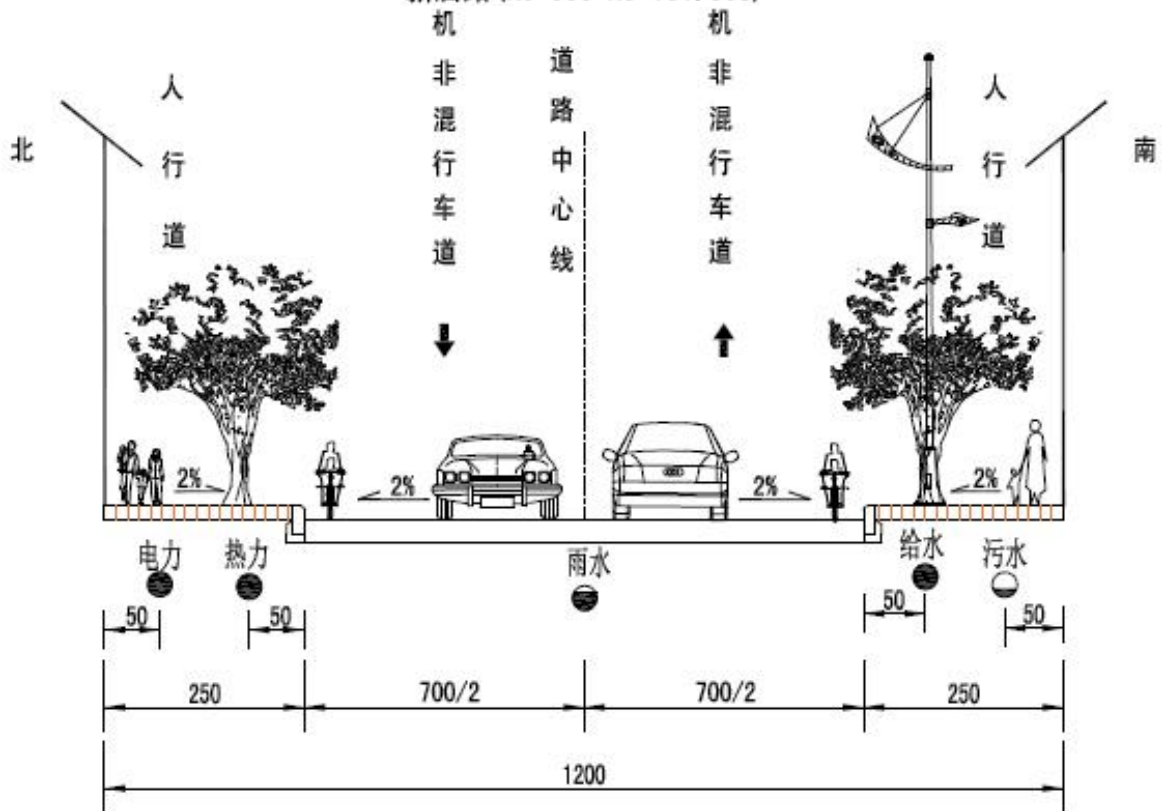 人行道
机非混行车道
道路中心线
机非混行车道
人行道
北
南
2%
2%
2%
2%
电力
热力
雨水
给水
污水
50
50
50
50
250
700/2
700/2
250
1200